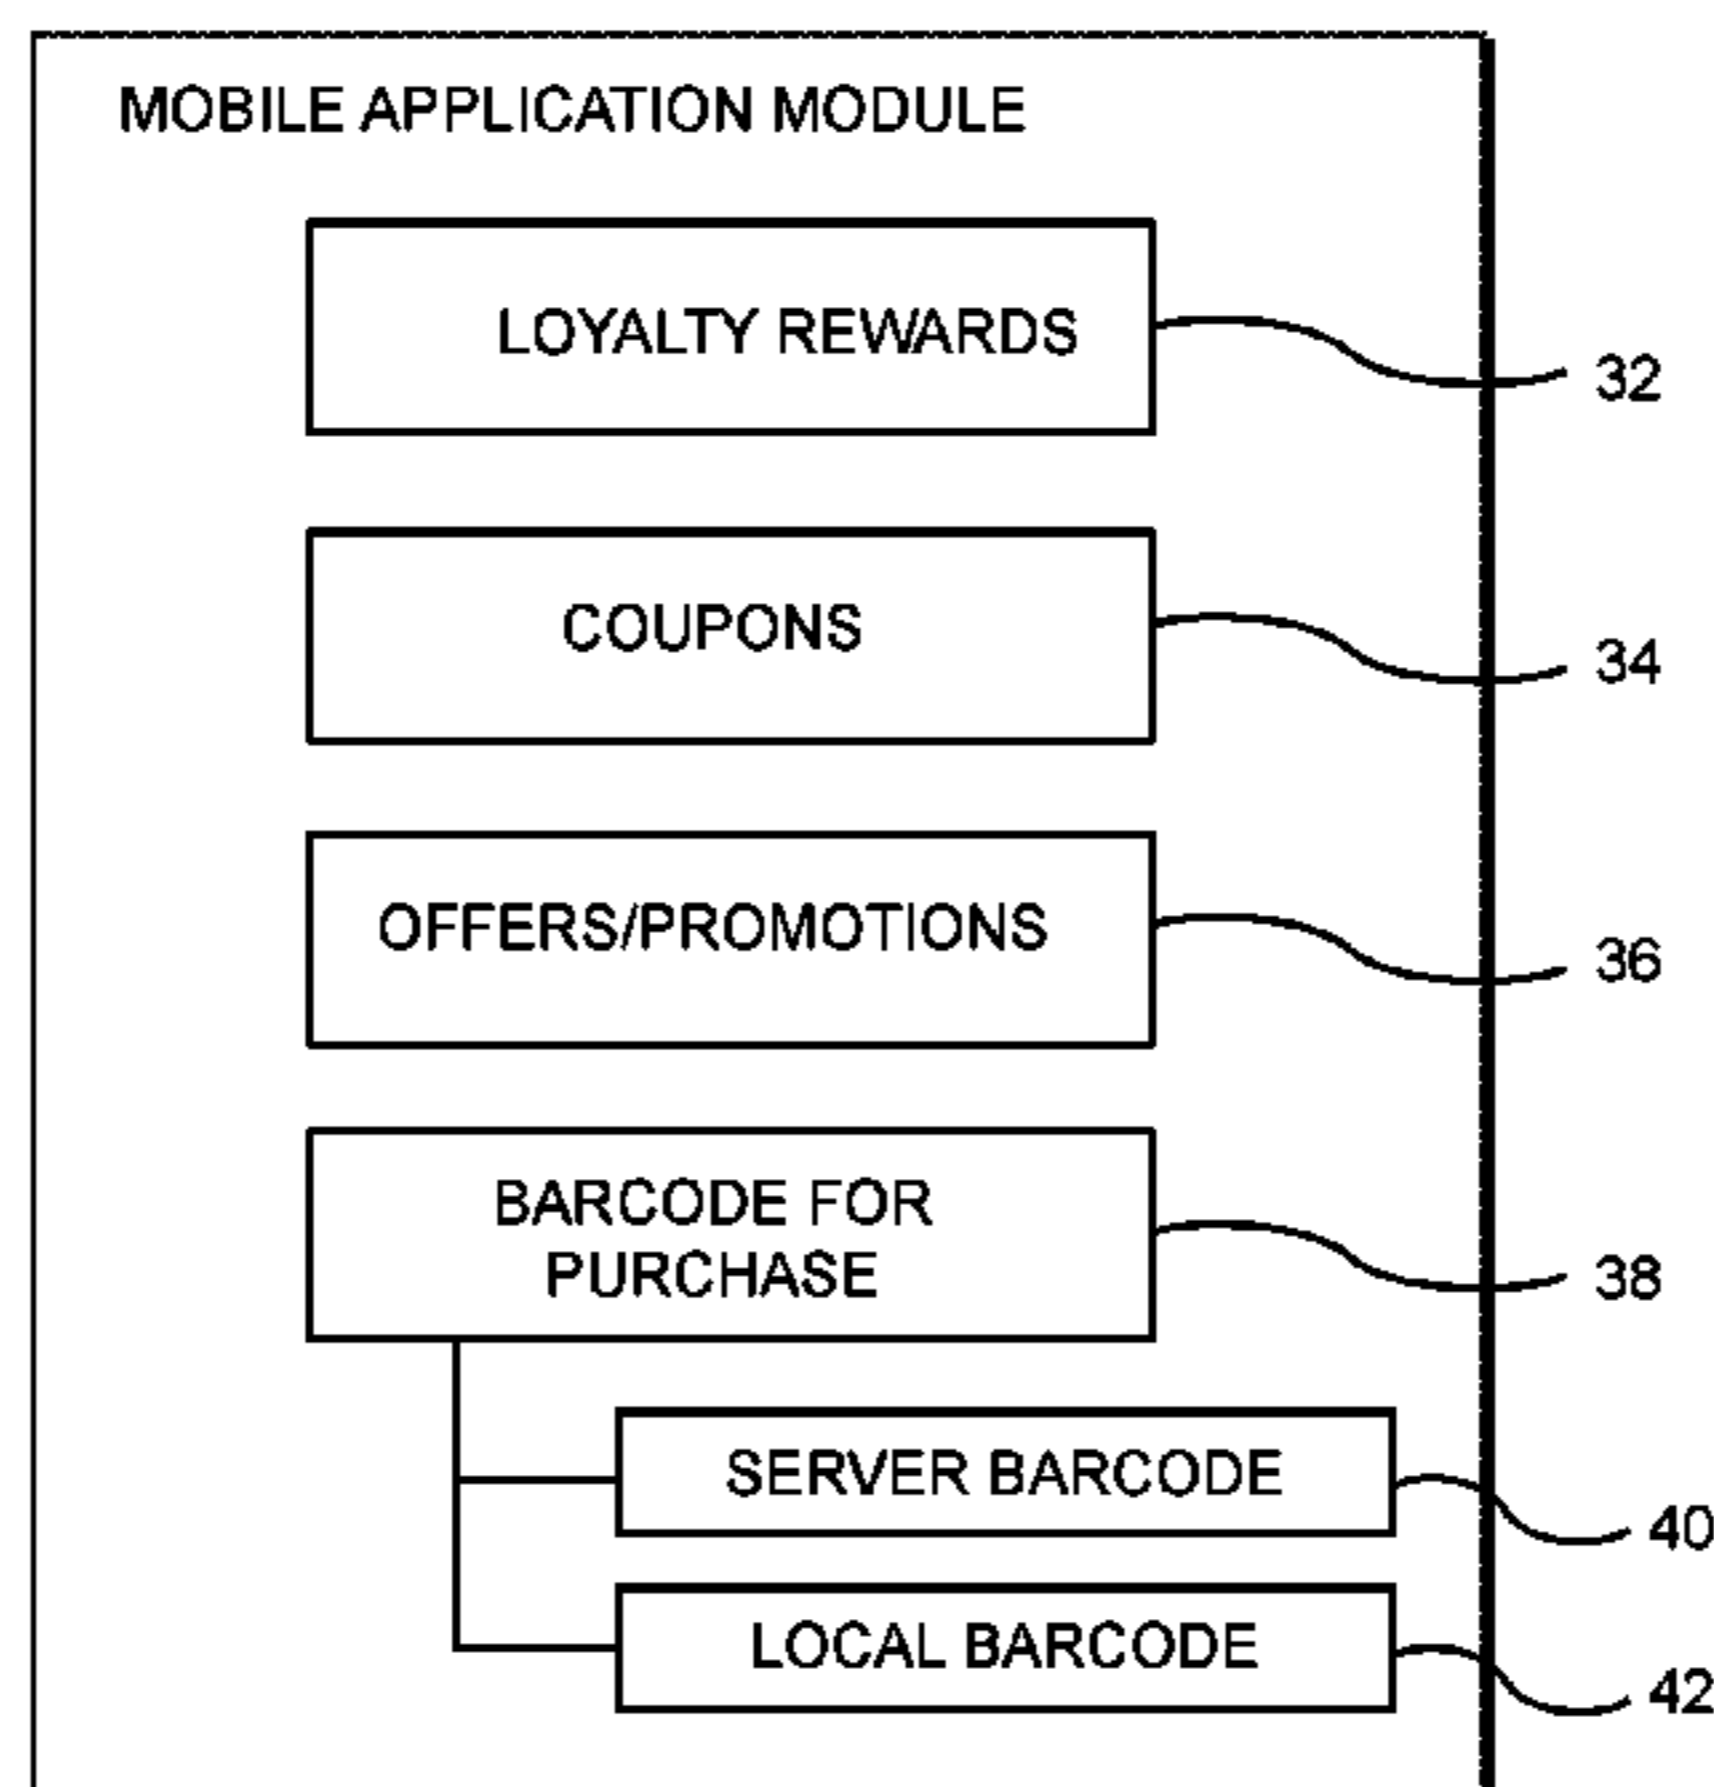 MOBILE APPLICATION MODULE
LOYALTY REWARDS
32
COUPONS
34
OFFERS/PROMOTIONS
36
BARCODE FOR
PURCHASE
38
SERVER BARCODE
40
LOCAL BARCODE
42